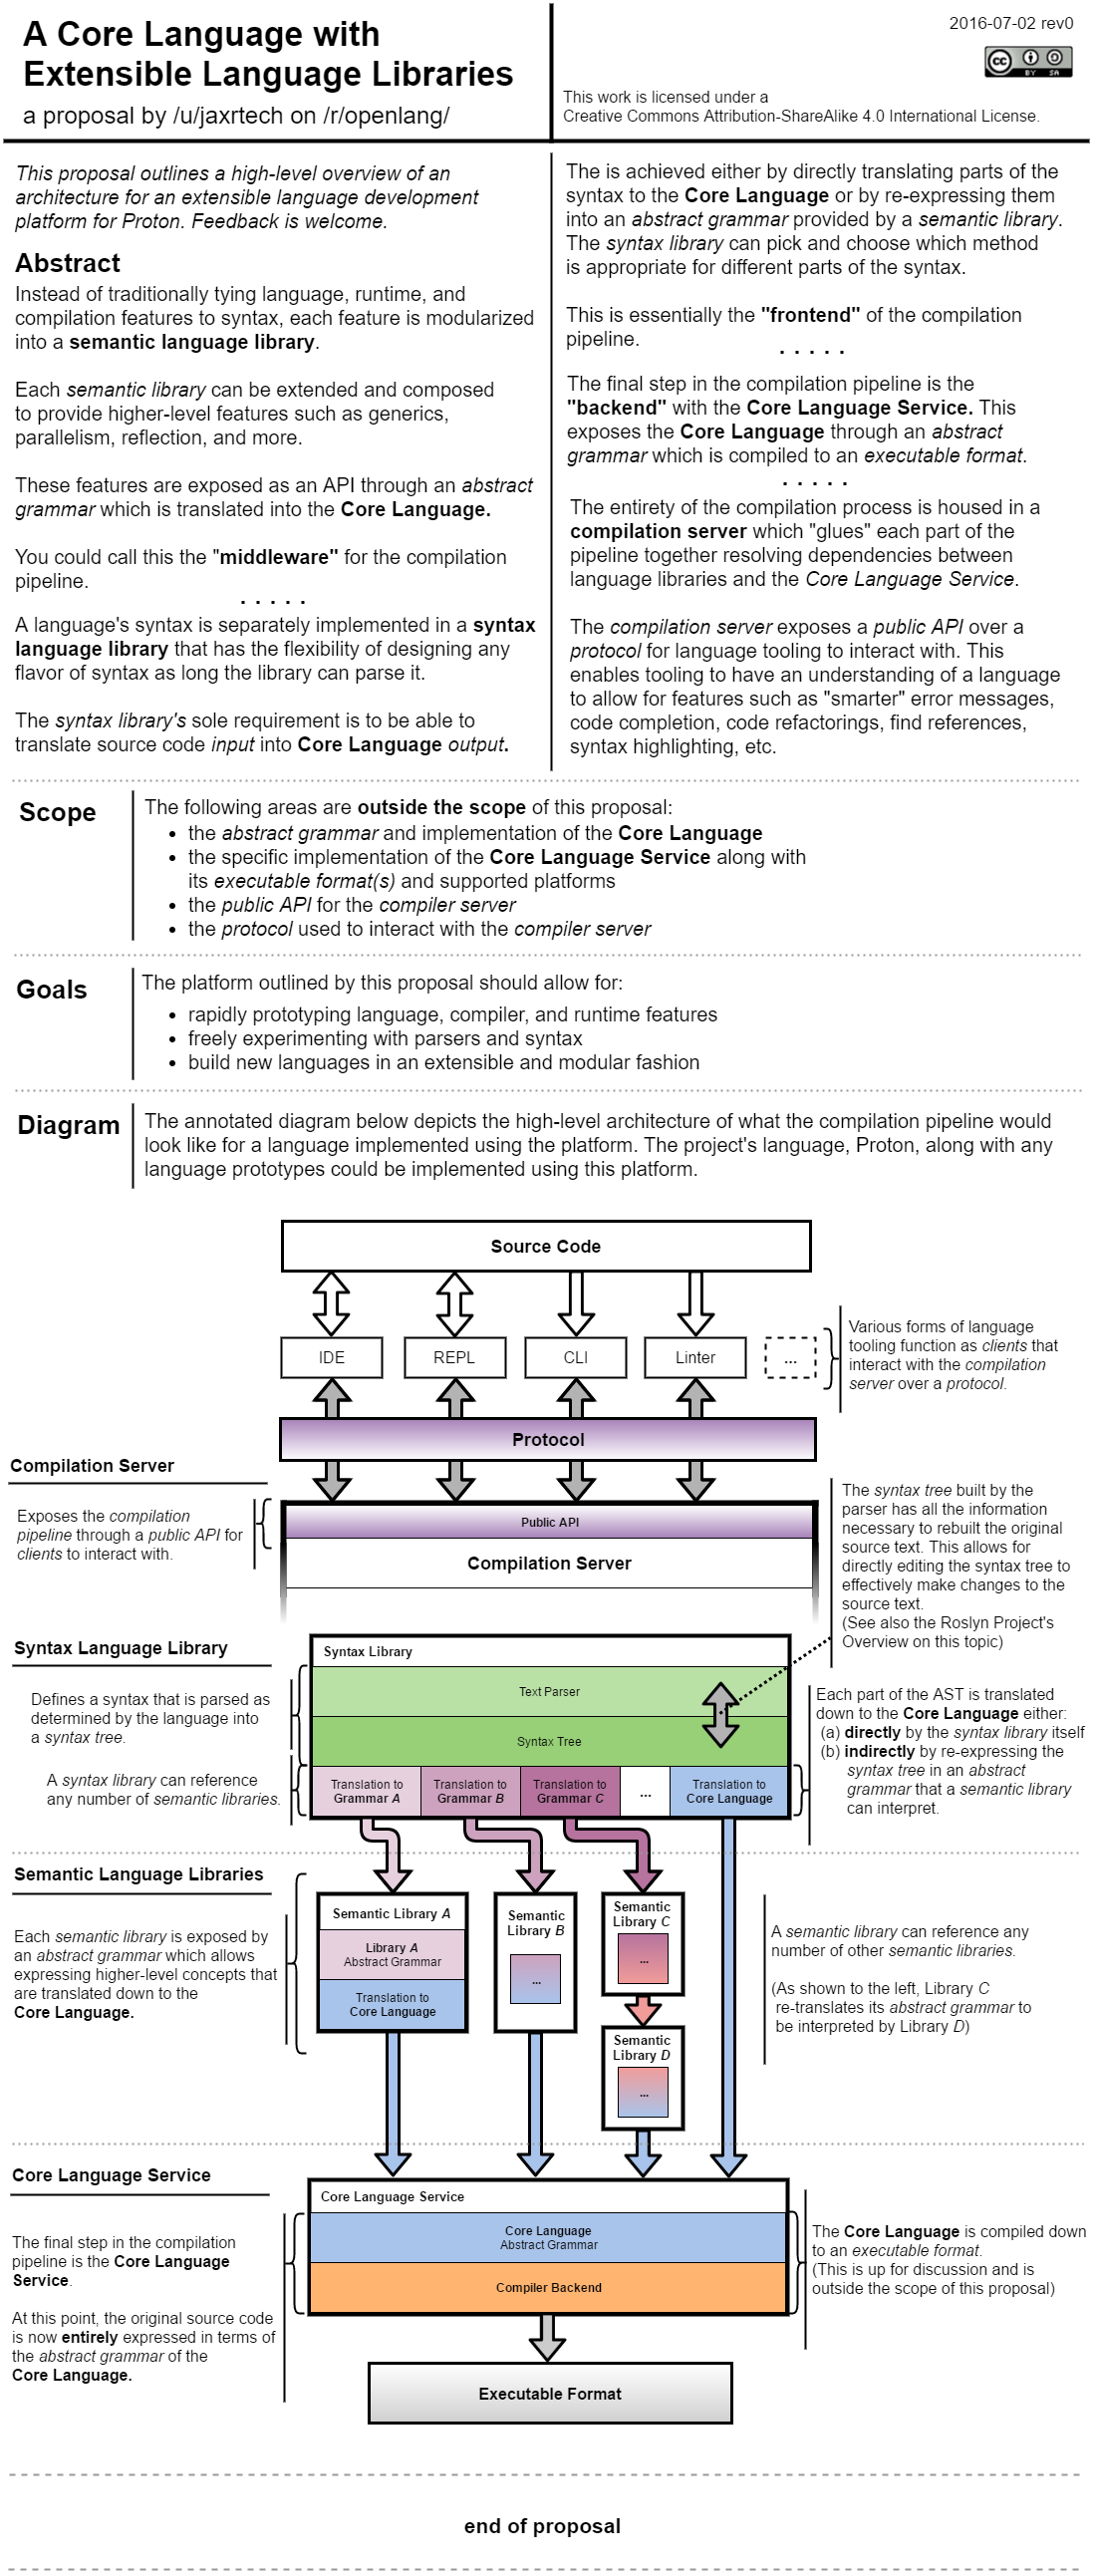 A Core Language with
Extensible Language Libraries
a proposal by /u/jaxrtech on /r/openlang/
2016-07-02 rev0
cc
BY SA
This work is licensed under a
Creative Commons Attribution-ShareAlike 4.0 International License.
This proposal outlines a high-level overview of an
architecture for an extensible language development
platform for Proton. Feedback is welcome.
Abstract
Instead of traditionally tying language, runtime, and
compilation features to syntax, each feature is modularized
into a semantic language library.
Each semantic library can be extended and composed
to provide higher-level features such as generics,
parallelism, reflection, and more.
These features are exposed as an API through an abstract
grammar which is translated into the Core Language.
You could call this the "middleware" for the compilation
pipeline.
. . . . .
A language's syntax is separately implemented in a syntax
language library that has the flexibility of designing any
flavor of syntax as long the library can parse it.
The syntax library's sole requirement is to be able to
translate source code input into Core Language output.
The is achieved either by directly translating parts of the
syntax to the Core Language or by re-expressing them
into an abstract grammar provided by a semantic library.
The syntax library can pick and choose which method
is appropriate for different parts of the syntax.
This is essentially the "frontend" of the compilation
pipeline.
. . . . .
The final step in the compilation pipeline is the
"backend" with the Core Language Service. This
exposes the Core Language through an abstract
grammar which is compiled to an executable format.
. . . . .
The entirety of the compilation process is housed in a
compilation server which "glues" each part of the
pipeline together resolving dependencies between
language libraries and the Core Language Service.
The compilation server exposes a public API over a
protocol for language tooling to interact with. This
enables tooling to have an understanding of a language
to allow for features such as "smarter" error messages,
code completion, code refactorings, find references,
syntax highlighting, etc.
Scope
The following areas are outside the scope of this proposal:
• the abstract grammar and implementation of the Core Language
• the specific implementation of the Core Language Service along with
its executable format(s) and supported platforms
• the public API for the compiler server
• the protocol used to interact with the compiler server
Goals
The platform outlined by this proposal should allow for:
• rapidly prototyping language, compiler, and runtime features
• freely experimenting with parsers and syntax
• build new languages in an extensible and modular fashion
Diagram
The annotated diagram below depicts the high-level architecture of what the compilation pipeline would
look like for a language implemented using the platform. The project's language, Proton, along with any
language prototypes could be implemented using this platform.
Source Code
IDE
REPL
CLI
Linter
...
Various forms of language
tooling function as clients that
interact with the compilation
server over a protocol.
Protocol
Compilation Server
Exposes the compilation
pipeline through a public API for
clients to interact with.
Public API
Compilation Server
The syntax tree built by the
parser has all the information
necessary to rebuilt the original
source text. This allows for
directly editing the syntax tree to
effectively make changes to the
source text.
(See also the Roslyn Project's
Overview on this topic)
Syntax Language Library
Defines a syntax that is parsed as
determined by the language into
a syntax tree.
A syntax library can reference
any number of semantic libraries.
Syntax Library
Text Parser
Syntax Tree
Translation to
Grammar A
Translation to
Grammar B
Translation to
Grammar C
...
Translation to
Core Language
Each part of the AST is translated
down to the Core Language either:
(a) directly by the syntax library itself
(b) indirectly by re-expressing the
syntax tree in an abstract
grammar that a semantic library
can interpret.
Semantic Language Libraries
Each semantic library is exposed by
an abstract grammar which allows
expressing higher-level concepts that
are translated down to the
Core Language.
Semantic Library A
Library A
Abstract Grammar
Translation to
Core Language
Semantic
Library B
...
Semantic
Library C
...
Semantic
Library D
...
A semantic library can reference any
number of other semantic libraries.
(As shown to the left, Library C
re-translates its abstract grammar to
be interpreted by Library D)
Core Language Service
The final step in the compilation
pipeline is the Core Language
Service.
At this point, the original source code
is now entirely expressed in terms of
the abstract grammar of the
Core Language.
Core Language Service
Core Language
Abstract Grammar
Compiler Backend
The Core Language is compiled down
to an executable format.
(This is up for discussion and is
outside the scope of this proposal)
Executable Format
end of proposal